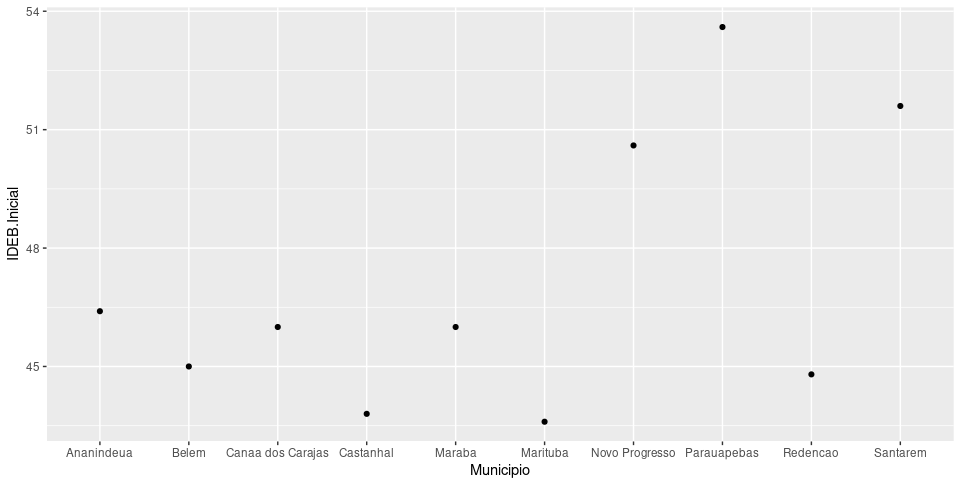 54
51
48
45
IDEB.Inicial
Ananindeua Belem Canaa dos Carajas Castanhal Maraba Marituba Novo Progresso Parauapebas Redencao Santarem
Municipio